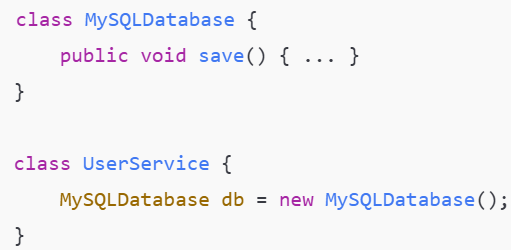 class MySQLDatabase {
    public void save() { ... }
}

class UserService {
    MySQLDatabase db = new MySQLDatabase();
}